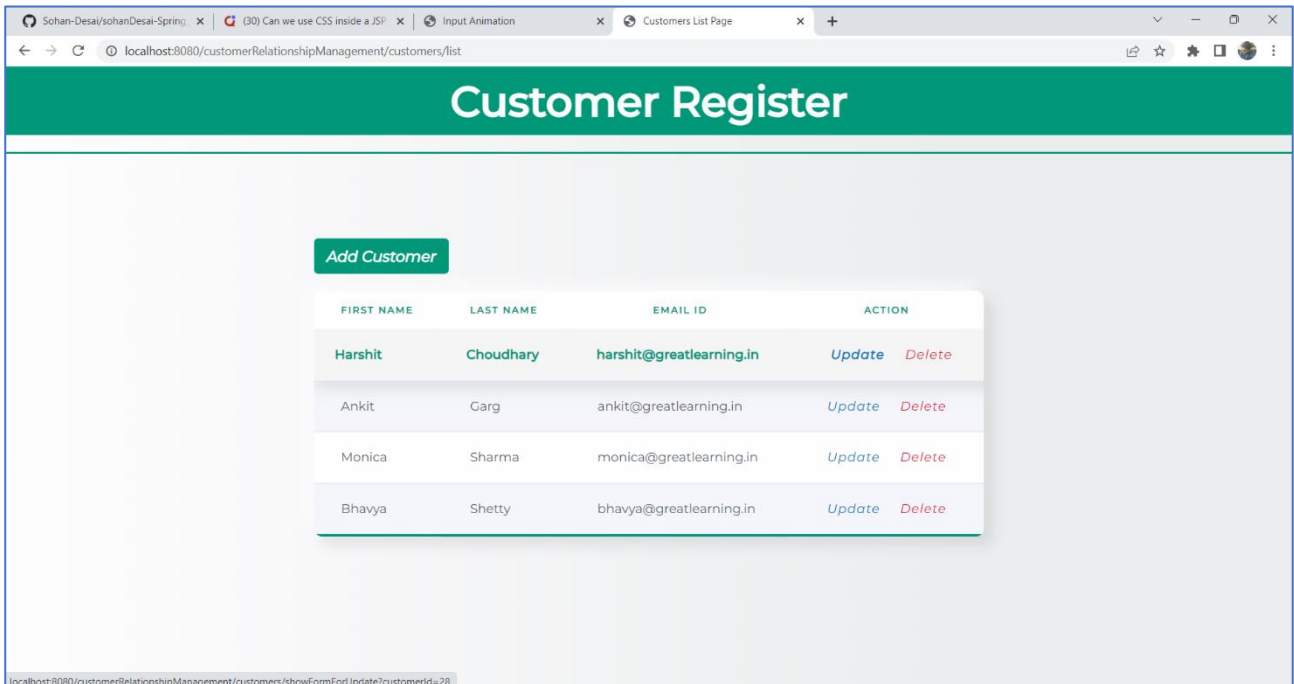 Sohan-Desai/sohanDesai-Spring (30) Can we use CSS inside a JSP Input Animation Customers List Page
localhost:8080/customerRelationshipManagement/customers/list
Customer Register
Add Customer
FIRST NAME LAST NAME EMAIL ID ACTION
Harshit Choudhary harshit@greatlearning.in Update Delete
Ankit Garg ankit@greatlearning.in Update Delete
Monica Sharma monica@greatlearning.in Update Delete
Bhavya Shetty bhavya@greatlearning.in Update Delete
localhost:8080/customerRelationshipManagement/customers/showFormForUpdate?customerId=28